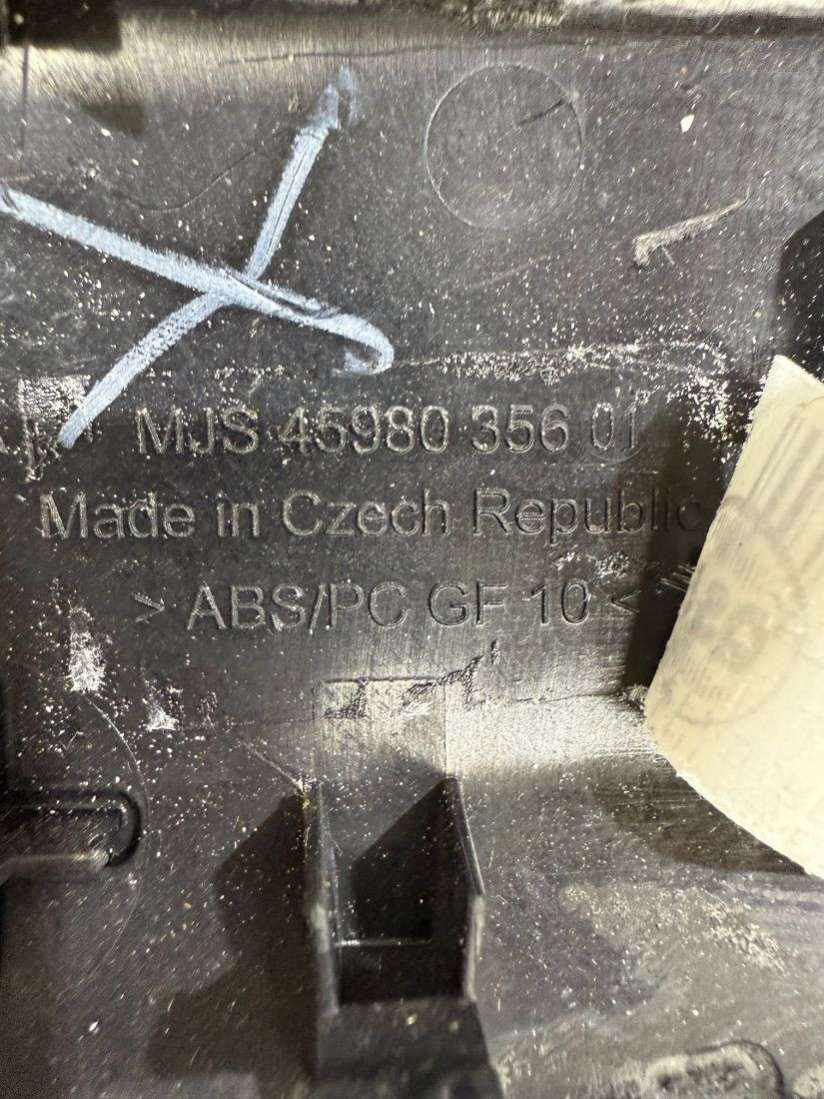 MJS 45980 356 01
Made in Czech Republic
> ABS/PC GF 10 <